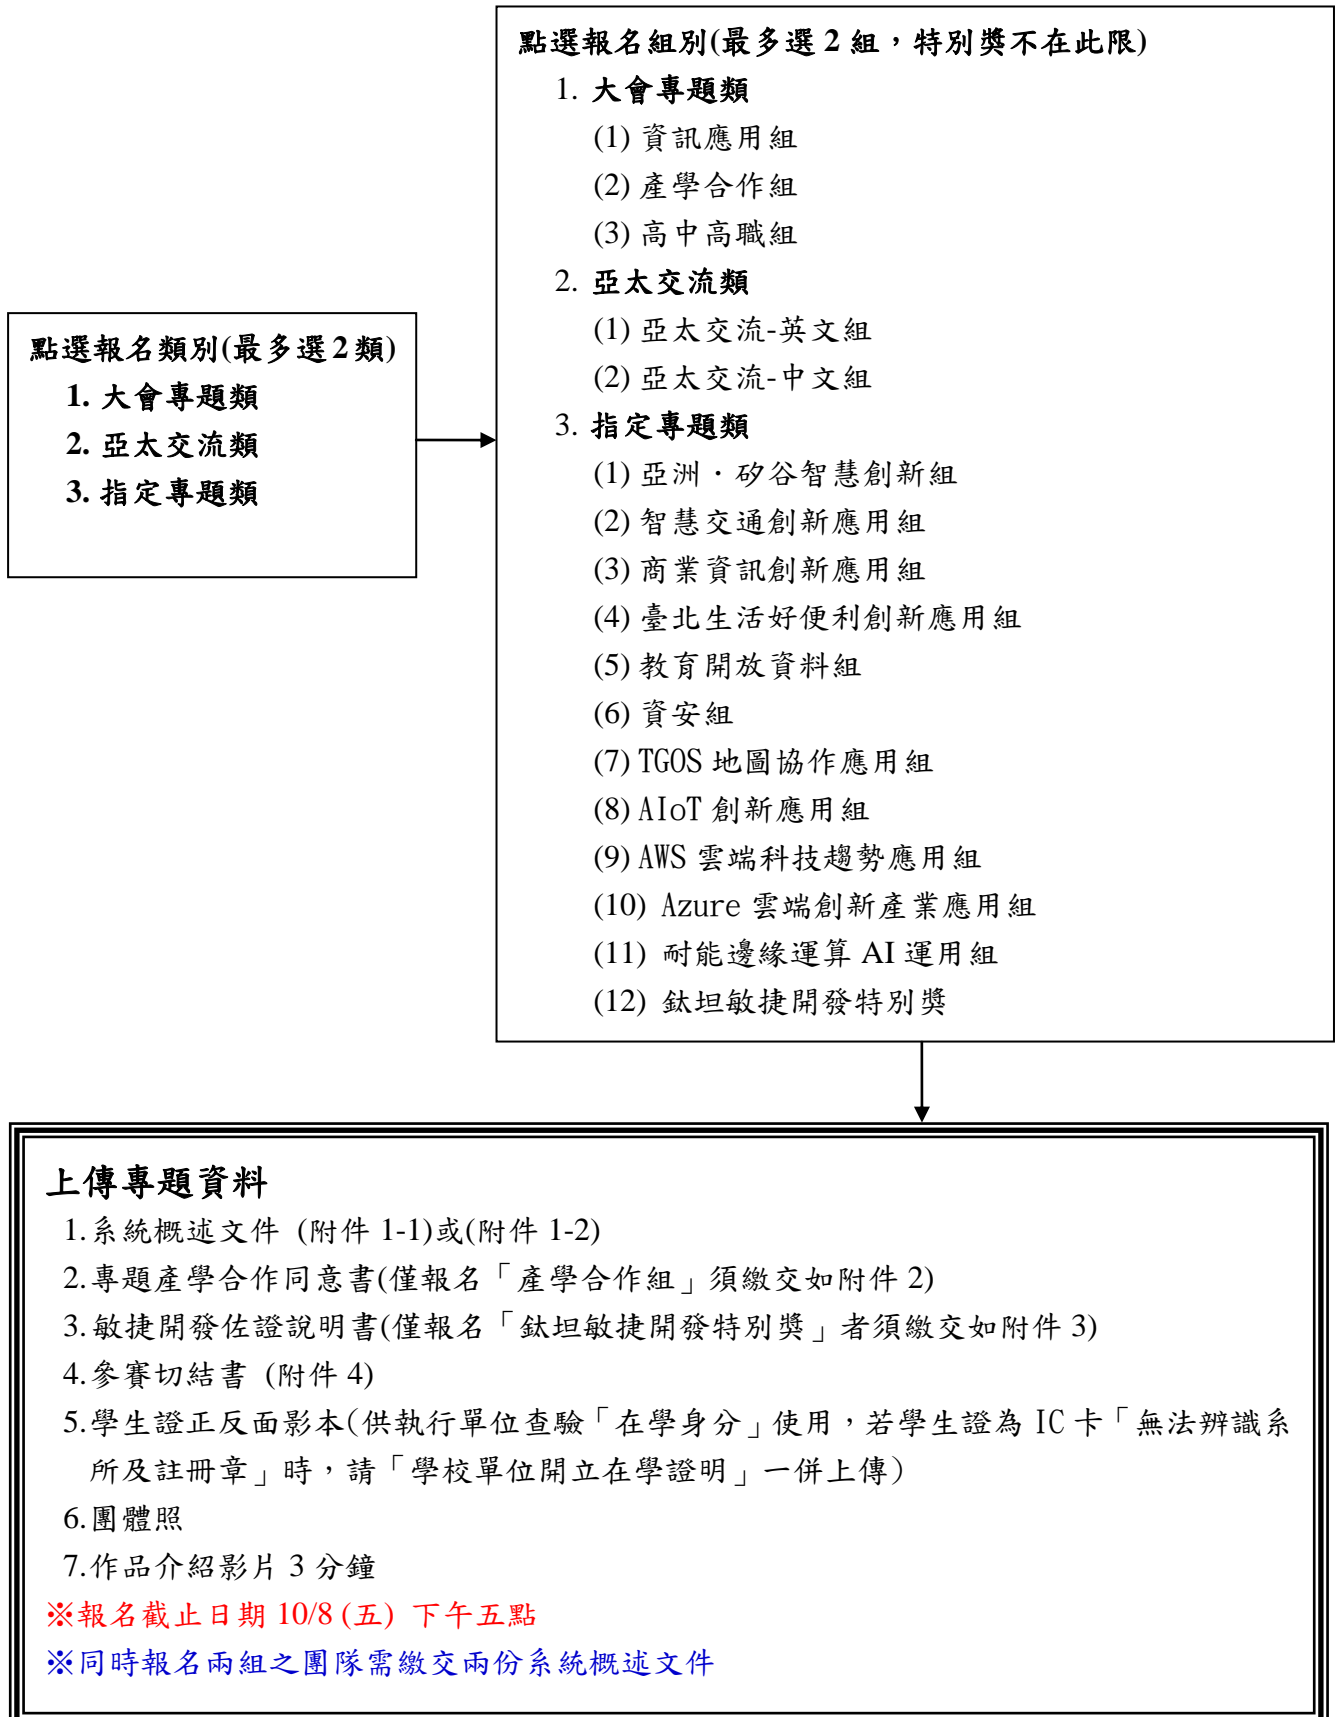 點選報名類別(最多選2類)
1. 大會專題類
2. 亞太交流類
3. 指定專題類
點選報名組別(最多選 2 組，特別獎不在此限)
1. 大會專題類
(1) 資訊應用組
(2) 產學合作組
(3) 高中高職組
2. 亞太交流類
(1) 亞太交流-英文組
(2) 亞太交流-中文組
3. 指定專題類
(1) 亞洲．矽谷智慧創新組
(2) 智慧交通創新應用組
(3) 商業資訊創新應用組
(4) 臺北生活好便利創新應用組
(5) 教育開放資料組
(6) 資安組
(7) TGOS 地圖協作應用組
(8) AIoT 創新應用組
(9) AWS 雲端科技趨勢應用組
(10) Azure 雲端創新產業應用組
(11) 耐能邊緣運算 AI 運用組
(12) 鈦坦敏捷開發特別獎
上傳專題資料
1.系統概述文件 (附件 1-1)或(附件 1-2)
2.專題產學合作同意書(僅報名「產學合作組」須繳交如附件 2)
3.敏捷開發佐證說明書(僅報名「鈦坦敏捷開發特別獎」者須繳交如附件 3)
4.參賽切結書 (附件 4)
5.學生證正反面影本(供執行單位查驗「在學身分」使用，若學生證為 IC 卡「無法辨識系
所及註冊章」時，請「學校單位開立在學證明」一併上傳)
6.團體照
7.作品介紹影片 3 分鐘
※報名截止日期 10/8 (五) 下午五點
※同時報名兩組之團隊需繳交兩份系統概述文件